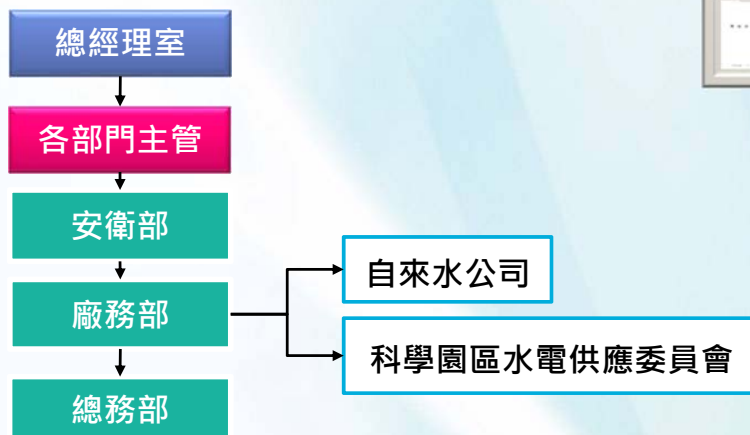 總經理室
各部門主管
安衛部
廠務部
總務部
自來水公司
科學園區水電供應委員會